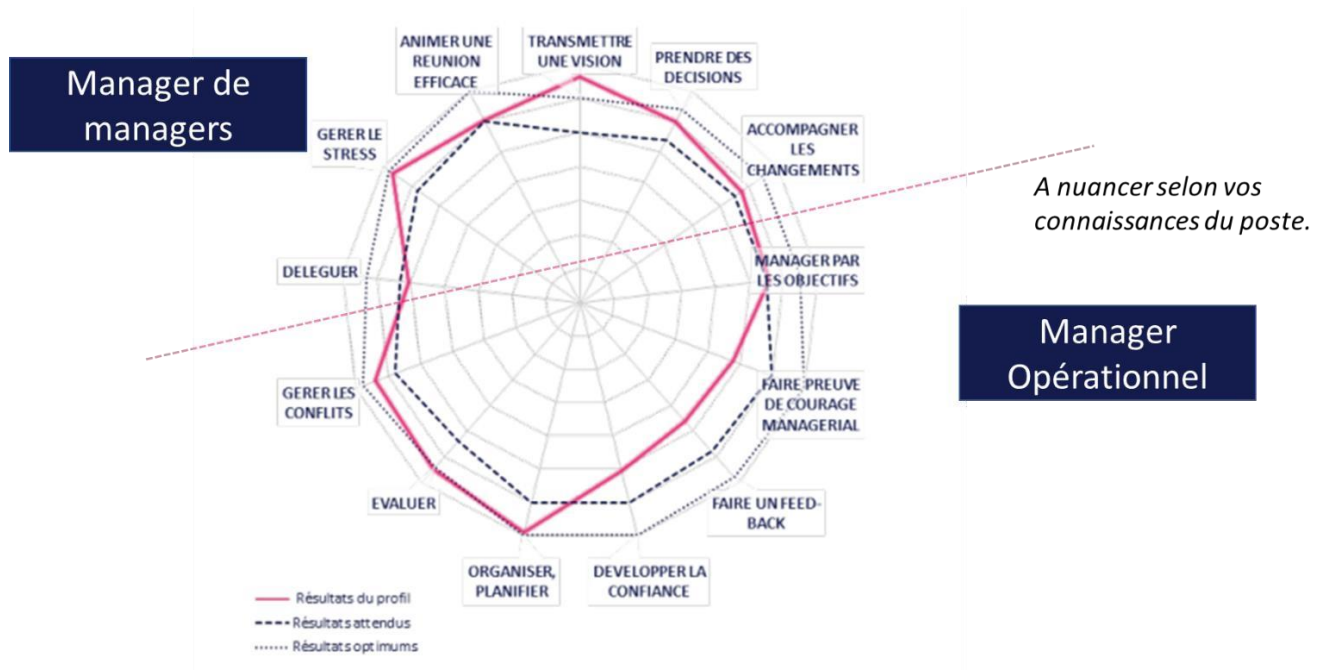 Manager de
managers
ANIMER UNE
REUNION
EFFICACE
TRANSMETTRE
UNE VISION
PRENDRE DES
DECISIONS
GERER LE
STRESS
ACCOMPAGNER
LES
CHANGEMENTS
A nuancer selon vos
connaissances du poste.
DELEGUER
MANAGER PAR
LES OBJECTIFS
Manager
Opérationnel
GERER LES
CONFLITS
FAIRE PREUVE
DE COURAGE
MANAGERIAL
EVALUER
FAIRE UN FEED-
BACK
ORGANISER,
PLANIFIER
DEVELOPPER LA
CONFIANCE
Résultats du profil
Résultats attendus
Résultats optimums